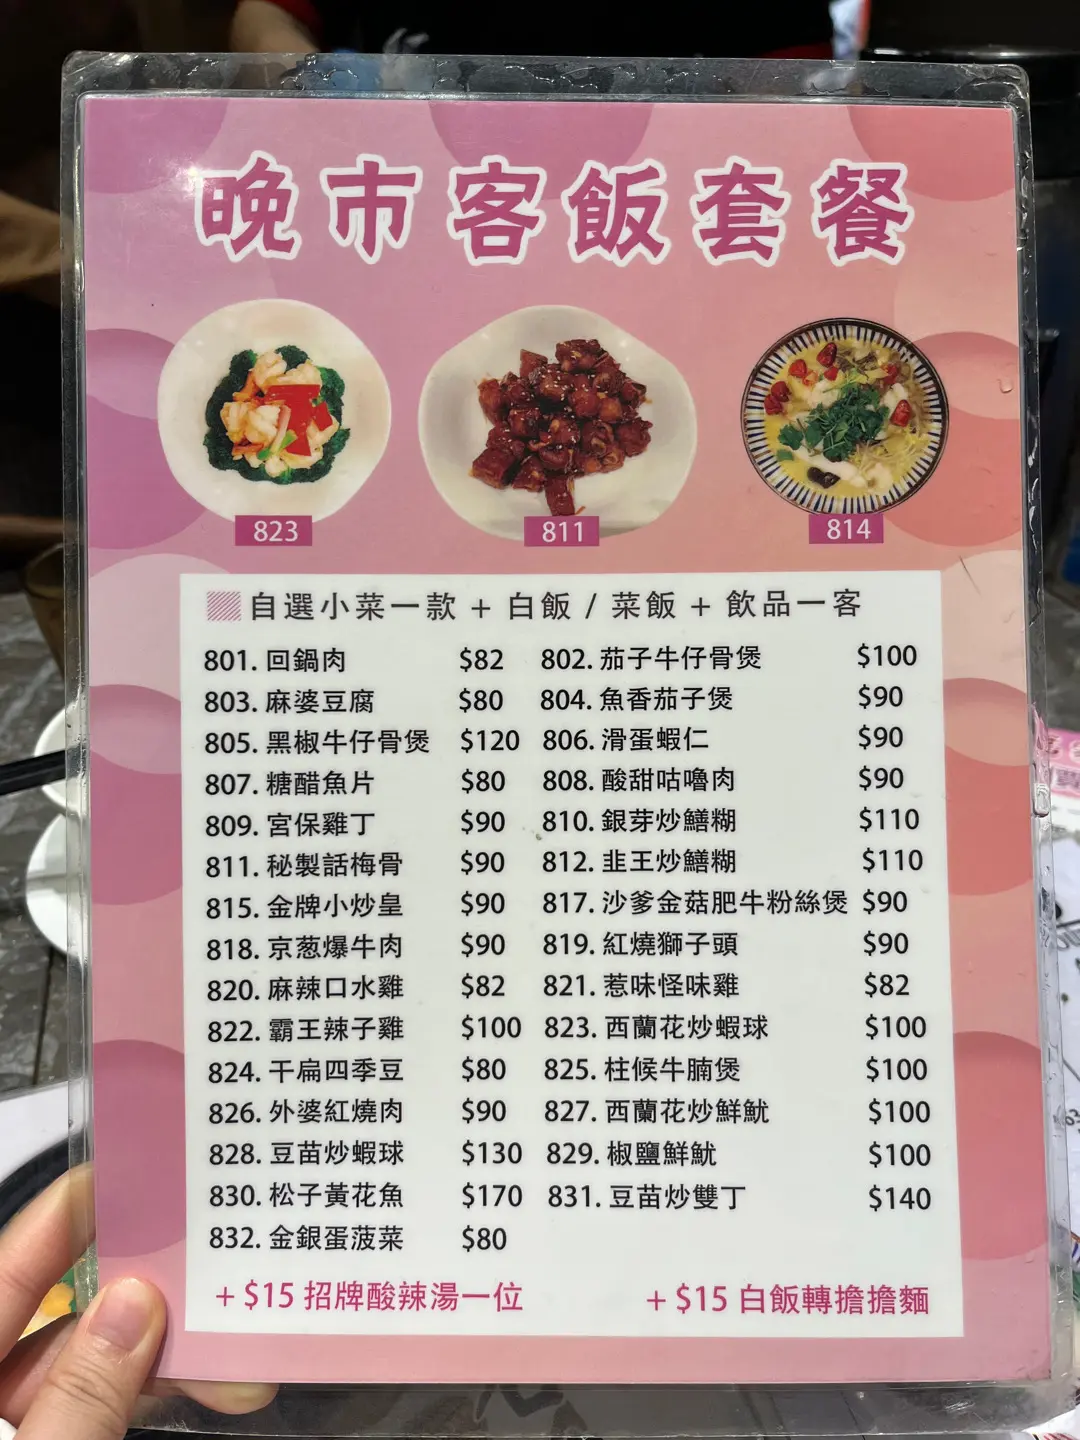 晚市客飯套餐
823
811
814
自選小菜一款 + 白飯 / 菜飯 + 飲品一客
801. 回鍋肉 $82 802. 茄子牛仔骨煲 $100
803. 麻婆豆腐 $80 804. 魚香茄子煲 $90
805. 黑椒牛仔骨煲 $120 806. 滑蛋蝦仁 $90
807. 糖醋魚片 $80 808. 酸甜咕嚕肉 $90
809. 宮保雞丁 $90 810. 銀芽炒鱔糊 $110
811. 秘製話梅骨 $90 812. 韭王炒鱔糊 $110
815. 金牌小炒皇 $90 817. 沙爹金菇肥牛粉絲煲 $90
818. 京葱爆牛肉 $90 819. 紅燒獅子頭 $90
820. 麻辣口水雞 $82 821. 惹味怪味雞 $82
822. 霸王辣子雞 $100 823. 西蘭花炒蝦球 $100
824. 干扁四季豆 $80 825. 柱候牛腩煲 $100
826. 外婆紅燒肉 $90 827. 西蘭花炒鮮魷 $100
828. 豆苗炒蝦球 $130 829. 椒鹽鮮魷 $100
830. 松子黃花魚 $170 831. 豆苗炒雙丁 $140
832. 金銀蛋菠菜 $80
+ $15 招牌酸辣湯一位 + $15 白飯轉擔擔麵